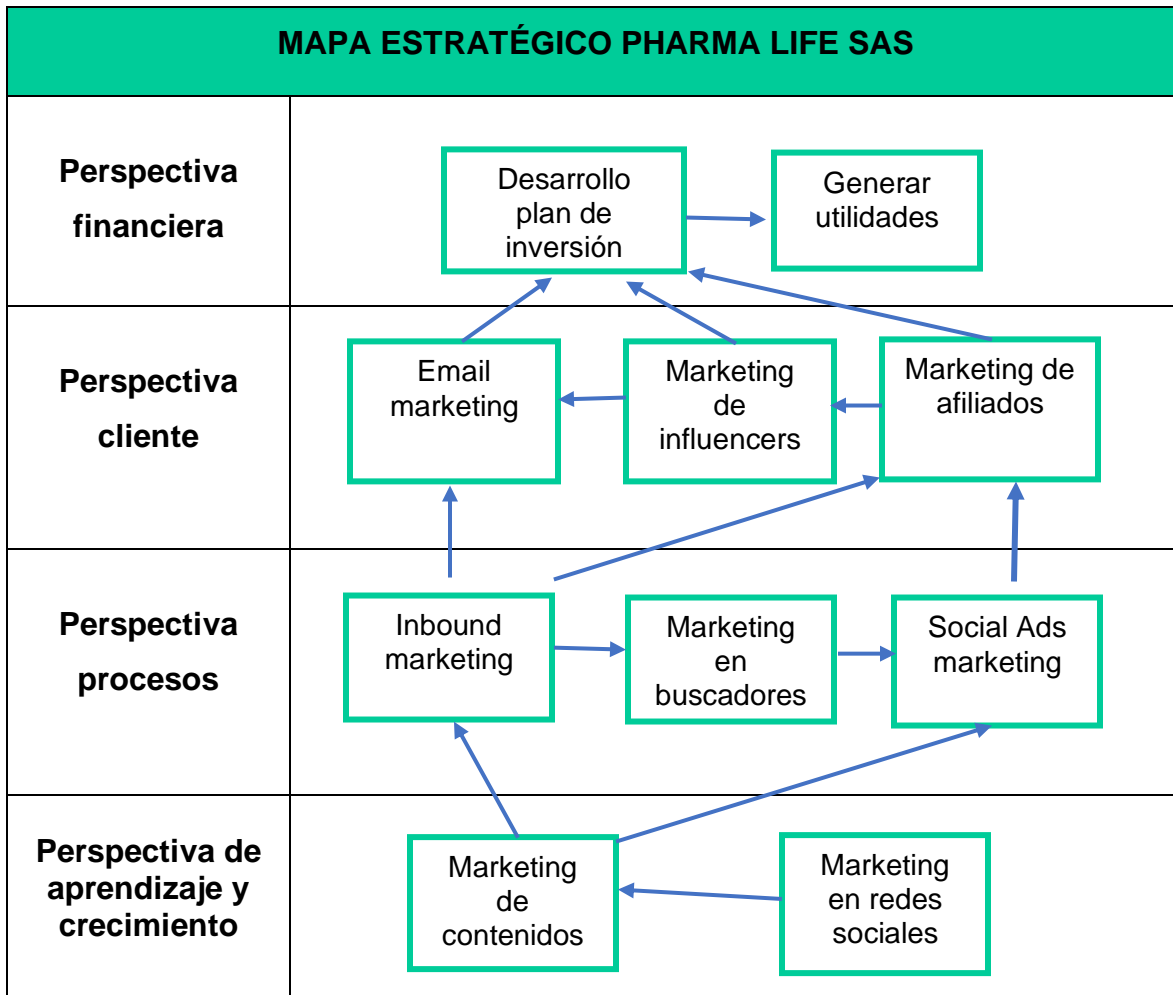 MAPA ESTRATÉGICO PHARMA LIFE SAS
Perspectiva
financiera
Desarrollo
plan de
inversión
Generar
utilidades
Perspectiva
cliente
Email
marketing
Marketing
de
influencers
Marketing de
afiliados
Perspectiva
procesos
Inbound
marketing
Marketing
en
buscadores
Social Ads
marketing
Perspectiva de
aprendizaje y
crecimiento
Marketing
de
contenidos
Marketing
en redes
sociales